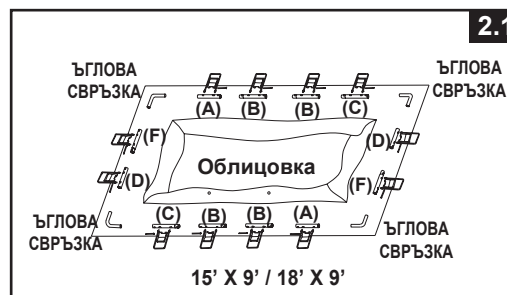 2.1
ЪГЛОВА
СВРЪЗКА
ЪГЛОВА
СВРЪЗКА
(A) (B) (B) (C)
(F) (D)
Облицовка
(D) (F)
(C) (B) (B) (A)
ЪГЛОВА
СВРЪЗКА
ЪГЛОВА
СВРЪЗКА
15’ X 9’ / 18’ X 9’